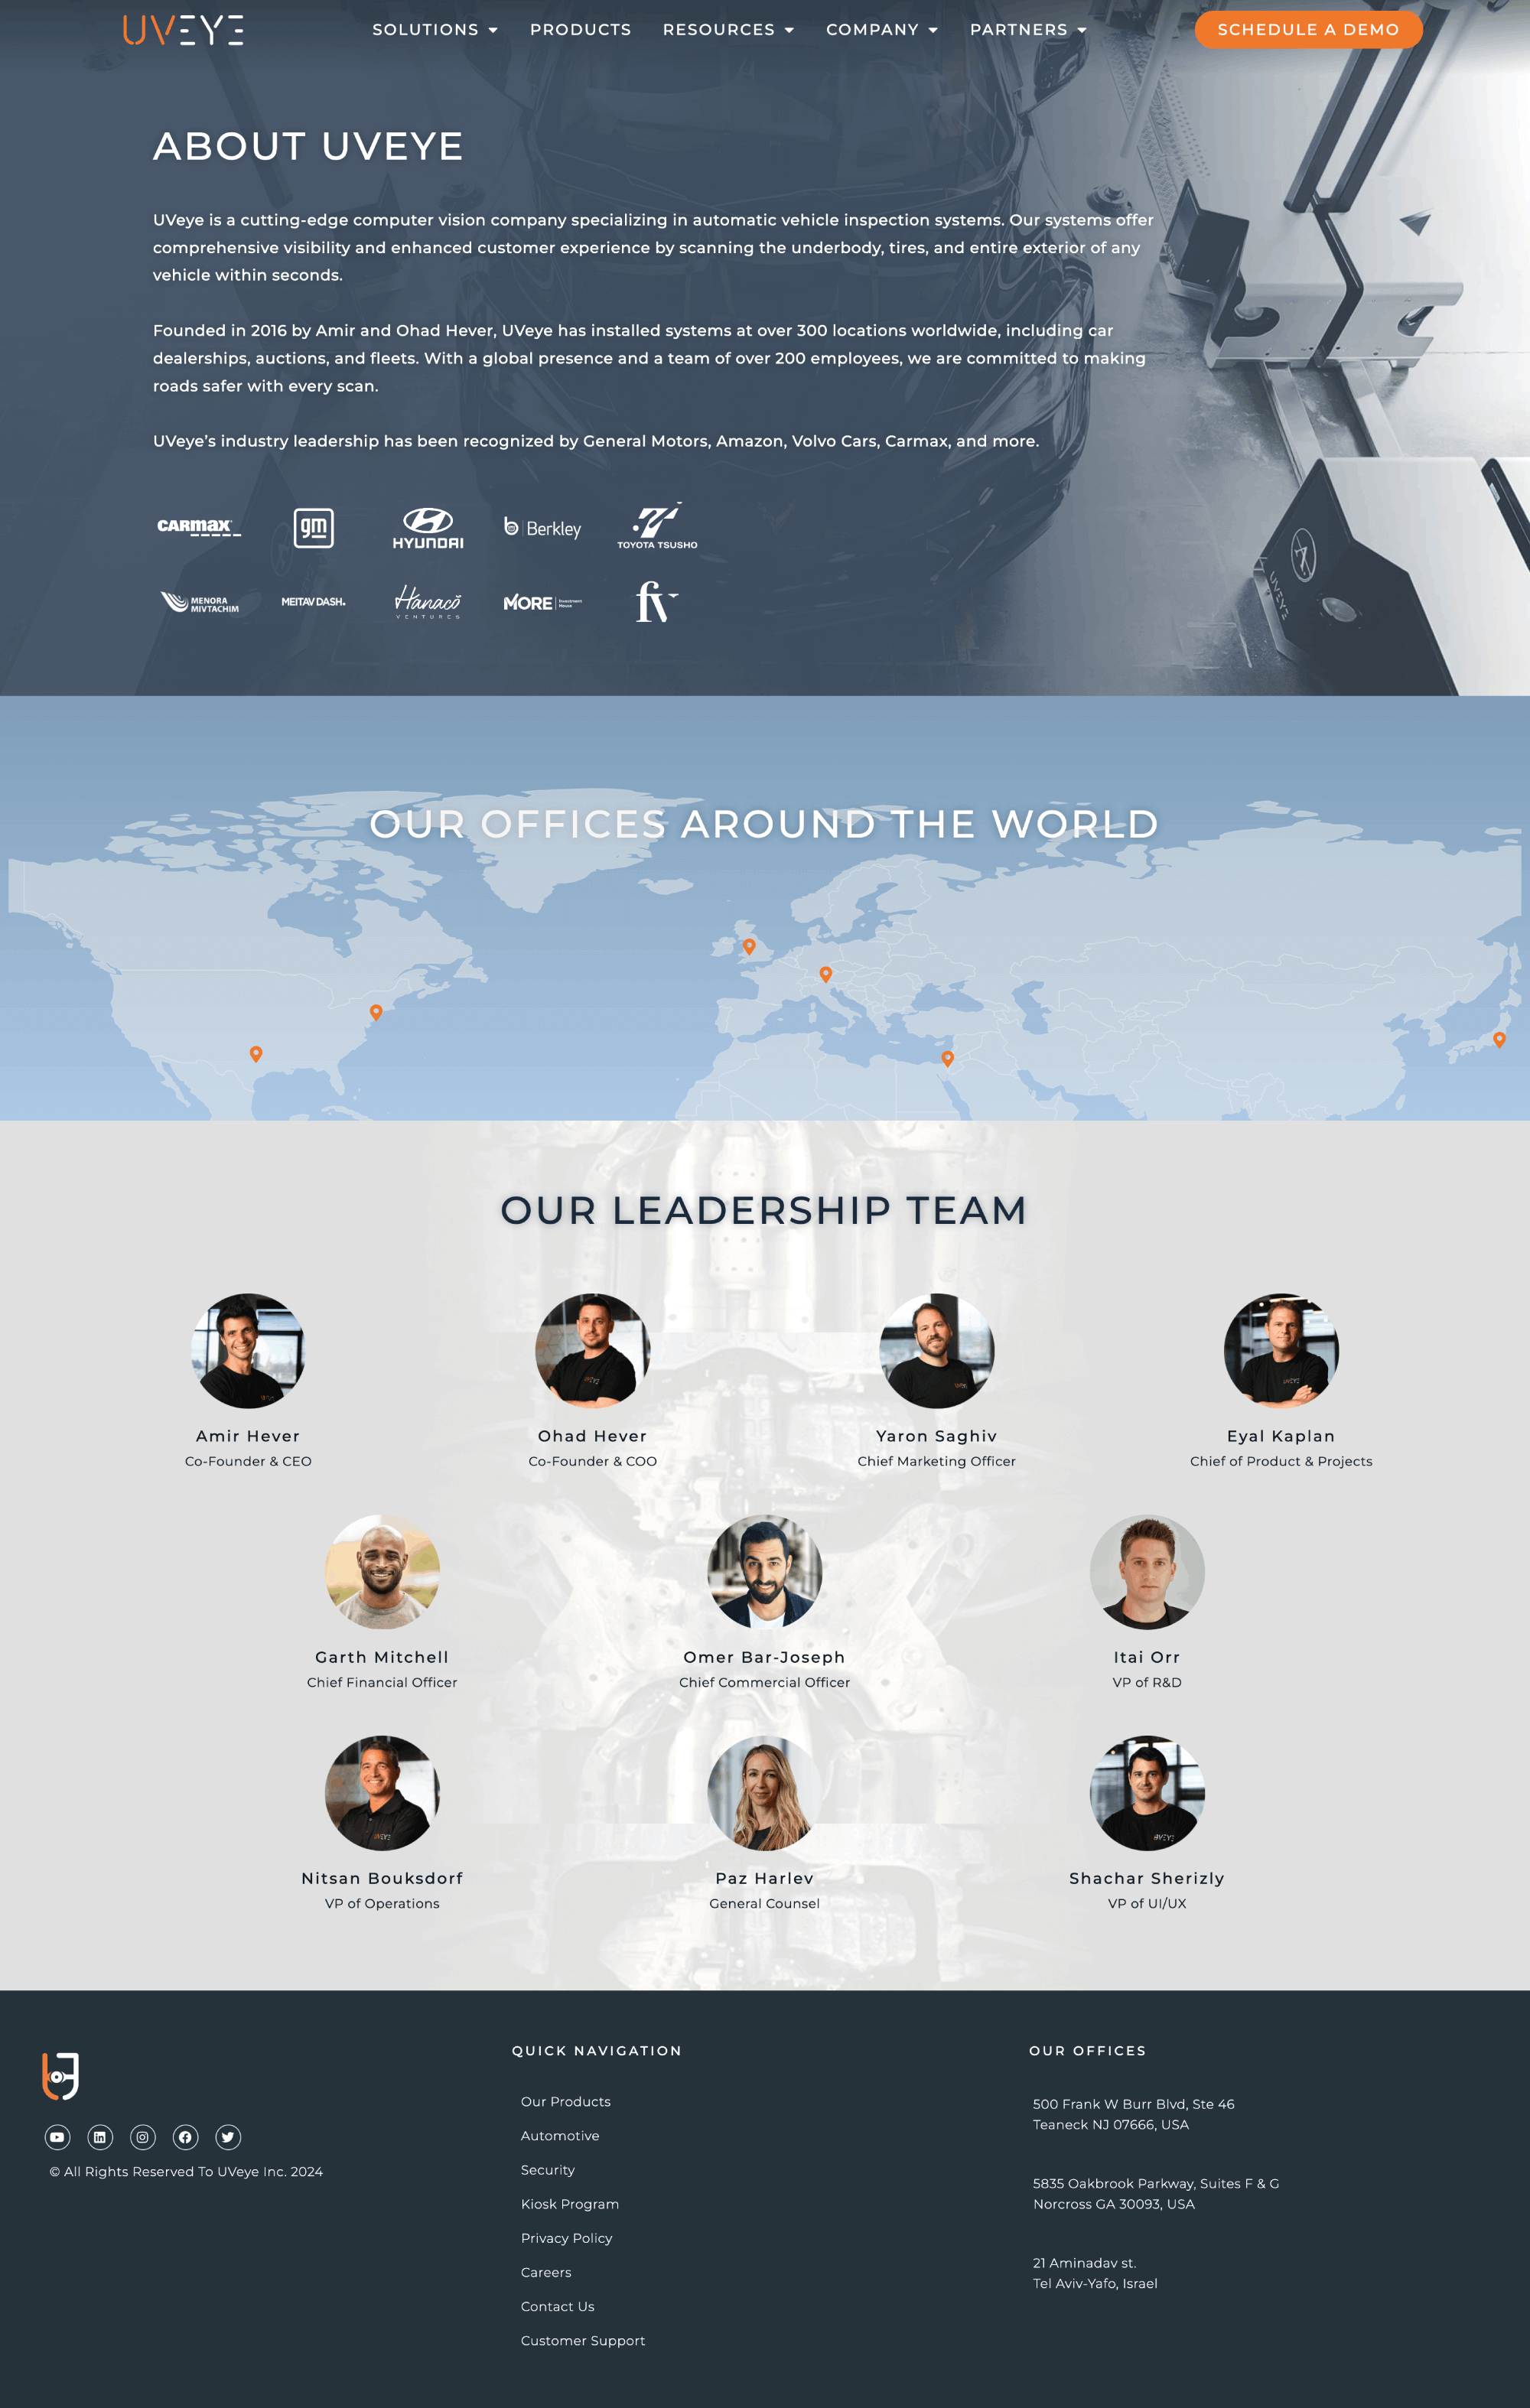 UVEYE
SOLUTIONS
PRODUCTS
RESOURCES
COMPANY
PARTNERS
SCHEDULE A DEMO
ABOUT UVEYE
UVeye is a cutting-edge computer vision company specializing in automatic vehicle inspection systems. Our systems offer
comprehensive visibility and enhanced customer experience by scanning the underbody, tires, and entire exterior of any
vehicle within seconds.
Founded in 2016 by Amir and Ohad Hever, UVeye has installed systems at over 300 locations worldwide, including car
dealerships, auctions, and fleets. With a global presence and a team of over 200 employees, we are committed to making
roads safer with every scan.
UVeye’s industry leadership has been recognized by General Motors, Amazon, Volvo Cars, Carmax, and more.
CARMAX
gm
HYUNDAI
b Berkley
TOYOTA TSUSHO
MENORA
MIVTACHIM
MEITAV DASH.
Hanaco
VENTURES
MORE Investment
House
fv
UVEYE
OUR OFFICES AROUND THE WORLD
OUR LEADERSHIP TEAM
Amir Hever
Co-Founder & CEO
Ohad Hever
Co-Founder & COO
Yaron Saghiv
Chief Marketing Officer
Eyal Kaplan
Chief of Product & Projects
Garth Mitchell
Chief Financial Officer
Omer Bar-Joseph
Chief Commercial Officer
Itai Orr
VP of R&D
Nitsan Bouksdorf
VP of Operations
Paz Harlev
General Counsel
Shachar Sherizly
VP of UI/UX
© All Rights Reserved To UVeye Inc. 2024
QUICK NAVIGATION
Our Products
Automotive
Security
Kiosk Program
Privacy Policy
Careers
Contact Us
Customer Support
OUR OFFICES
500 Frank W Burr Blvd, Ste 46
Teaneck NJ 07666, USA
5835 Oakbrook Parkway, Suites F & G
Norcross GA 30093, USA
21 Aminadav st.
Tel Aviv-Yafo, Israel